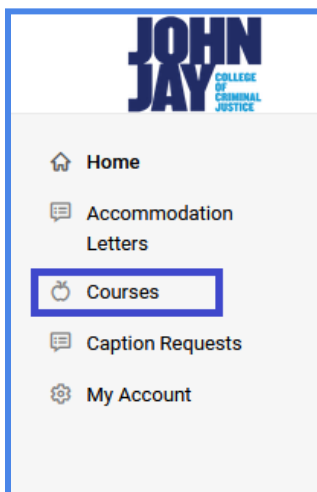 JOHN
JAY
COLLEGE
OF
CRIMINAL
JUSTICE
Home
Accommodation
Letters
Courses
Caption Requests
My Account